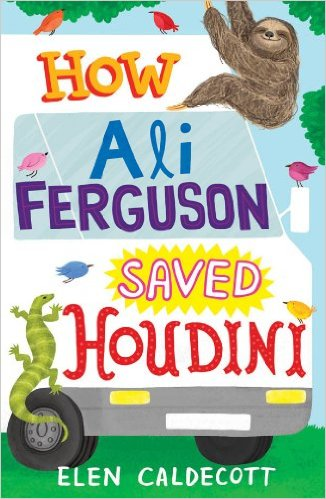 HOW
Ali
FERGUSON
SAVED
HOUDINI
ELEN CALDECOTT